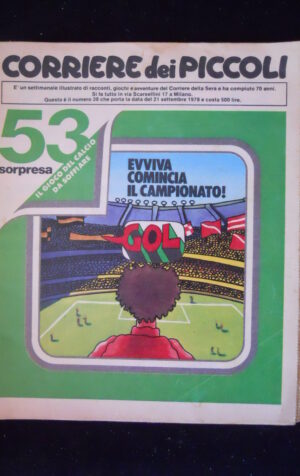 CORRIERE dei PICCOLI
E' un settimanale illustrato di racconti, giochi e avventure del Corriere della Sera e ha compiuto 70 anni.
Si fa tutto in via Scarsellini 17 a Milano.
Questo è il numero 38 che porta la data del 21 settembre 1978 e costa 500 lire.
53
sorpresa
IL GIOCO DEL CALCIO
DA SOFFIARE
EVVIVA
COMINCIA
IL CAMPIONATO!
GOL